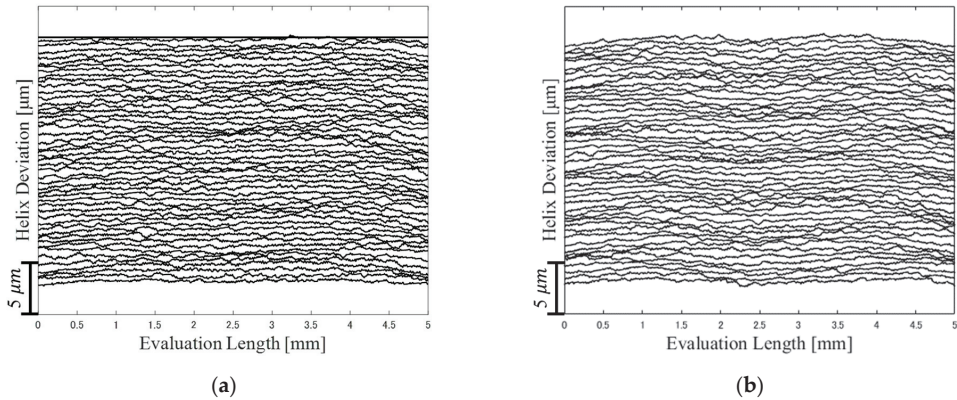 Helix Deviation [µm]
5 µm
0 0.5 1 1.5 2 2.5 3 3.5 4 4.5 5
Evaluation Length [mm]
(a)
Helix Deviation [µm]
5 µm
0 0.5 1 1.5 2 2.5 3 3.5 4 4.5 5
Evaluation Length [mm]
(b)